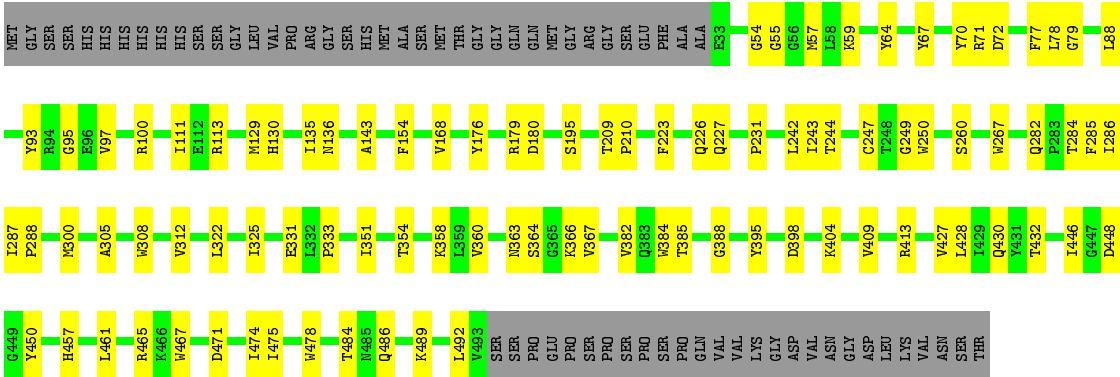 MET GLY SER SER HIS HIS HIS HIS HIS HIS SER SER GLY LEU VAL PRO ARG GLY SER HIS MET ALA SER MET THR GLY GLY GLN GLN MET GLY ARG GLY SER GLU PHE ALA ALA E33 G54 G55 G56 M57 L58 K59 Y64 Y67 Y70 R71 D72 F77 L78 G79 L88
Y93 R94 G95 E96 V97 R100 I111 E112 R113 M129 H130 I135 N136 A143 F154 V168 Y176 R179 D180 S195 T209 P210 F223 Q226 Q227 P231 L242 I243 T244 C247 T248 G249 W250 S260 W267 Q282 P283 T284 F285 I286
I287 P288 M300 A305 W308 V312 L322 I325 E331 L332 P333 I351 T354 K358 L359 V360 N363 S364 G365 K366 V367 V382 Q383 W384 T385 G388 Y395 D398 K404 V409 R413 V427 L428 I429 Q430 Y431 T432 I446 G447 D448
G449 Y450 H457 L461 R465 K466 W467 D471 I474 I475 W478 T484 N485 Q486 K489 L492 V493 SER SER PRO GLU PRO SER PRO SER PRO SER PRO GLN VAL VAL LYS GLY ASP VAL ASN GLY ASP LEU LYS VAL ASN SER THR